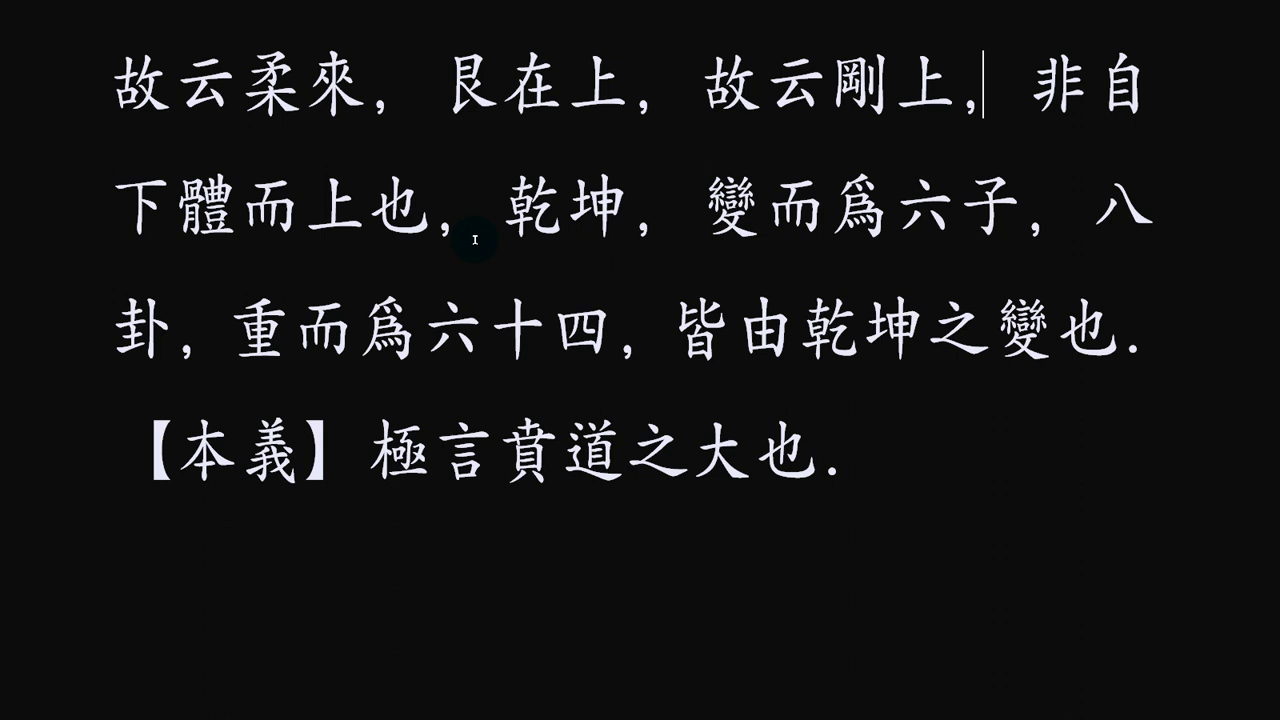 故云柔來, 艮在上, 故云剛上, 非自
下體而上也, 乾坤, 變而爲六子, 八
卦, 重而爲六十四, 皆由乾坤之變也.
【本義】 極言賁道之大也.